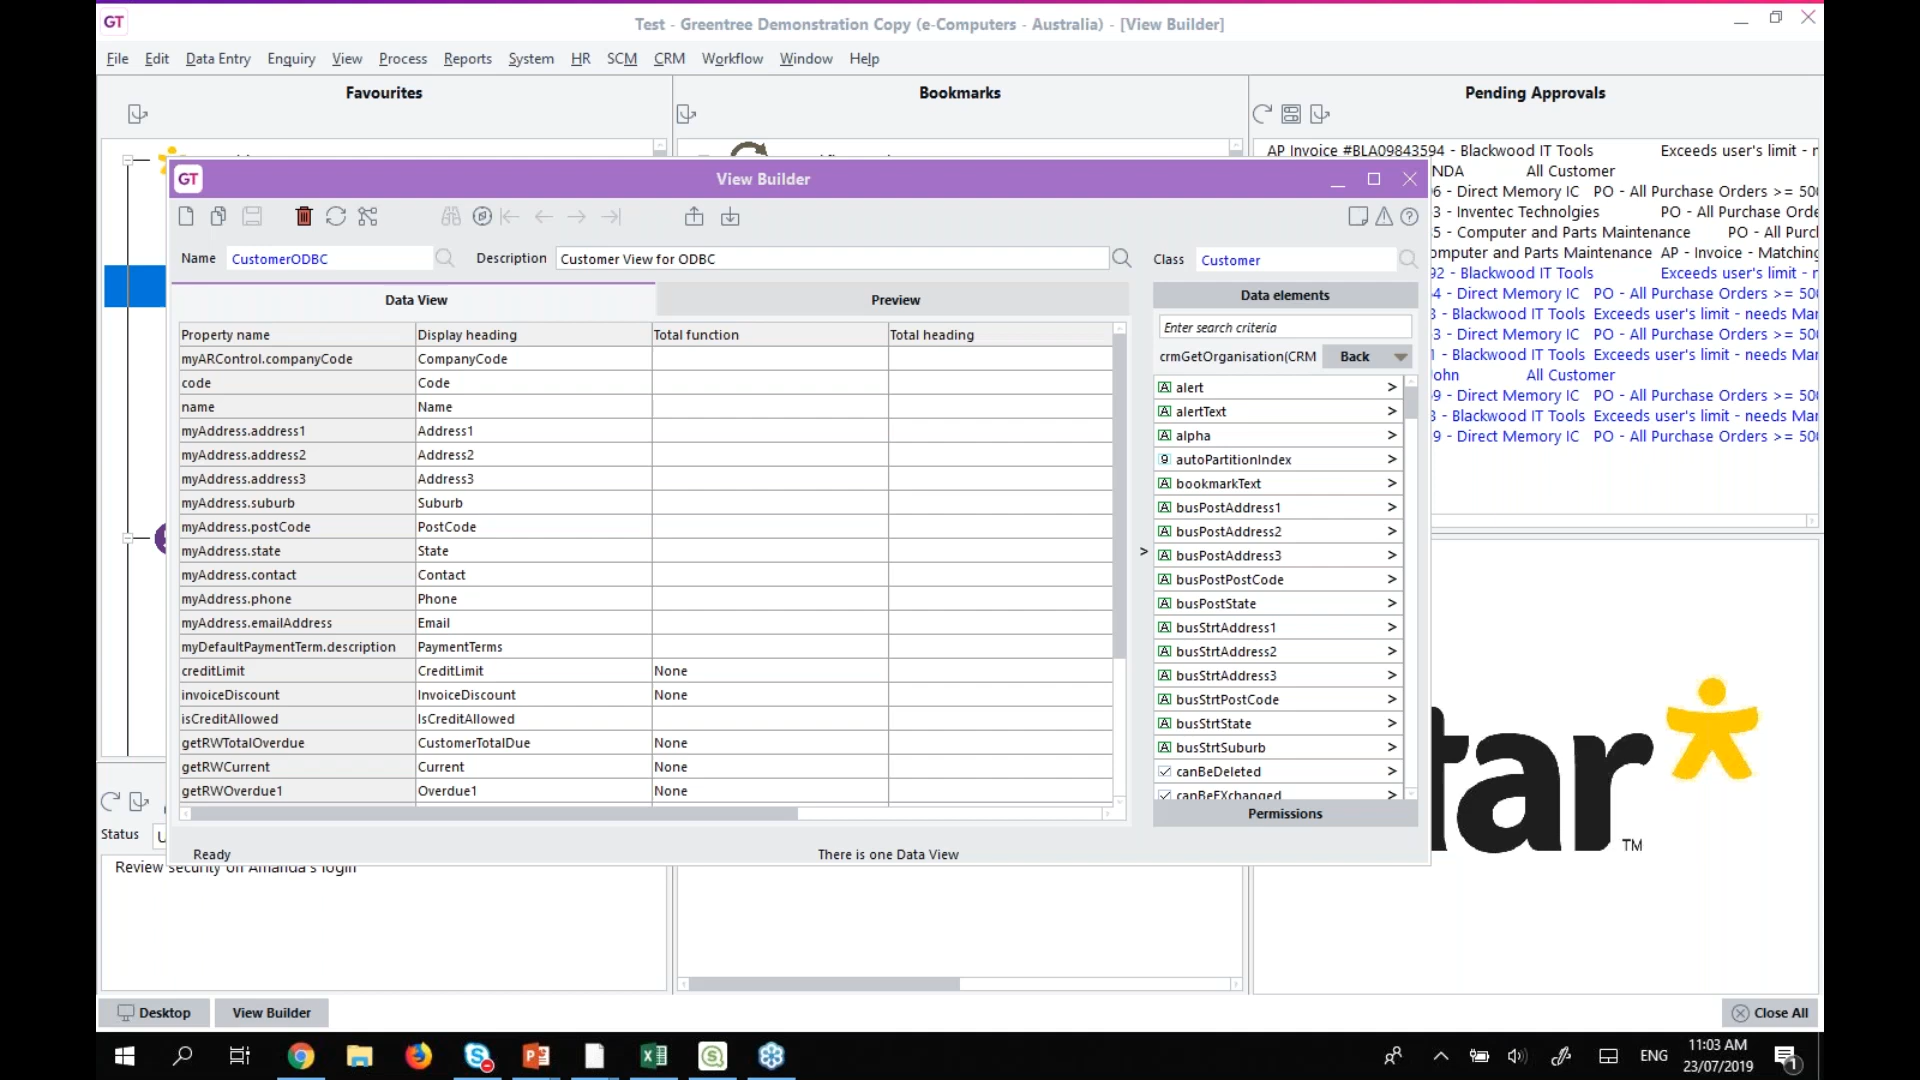 GT
Test - Greentree Demonstration Copy (e-Computers - Australia) - [View Builder]
File Edit Data Entry Enquiry View Process Reports System HR SCM CRM Workflow Window Help
Favourites
Bookmarks
Pending Approvals
AP Invoice #BLA09843594 - Blackwood IT Tools Exceeds user's limit - r
NDA All Customer
6 - Direct Memory IC PO - All Purchase Orders >= 50
3 - Inventec Technolgies PO - All Purchase Orde
5 - Computer and Parts Maintenance PO - All Purcl
omputer and Parts Maintenance AP - Invoice - Matching
92 - Blackwood IT Tools Exceeds user's limit -
4 - Direct Memory IC PO - All Purchase Orders >= 50
3 - Blackwood IT Tools Exceeds user's limit - needs Mar
3 - Direct Memory IC PO - All Purchase Orders >= 50
1 - Blackwood IT Tools Exceeds user's limit - needs Mar
ohn All Customer
9 - Direct Memory IC PO - All Purchase Orders >= 50
3 - Blackwood IT Tools Exceeds user's limit - needs Mar
9 - Direct Memory IC PO - All Purchase Orders >= 50
GT
View Builder
Name CustomerODBC Description Customer View for ODBC Class Customer
Data View Preview
Property name Display heading Total function Total heading
myARControl.companyCode CompanyCode
code Code
name Name
myAddress.address1 Address1
myAddress.address2 Address2
myAddress.address3 Address3
myAddress.suburb Suburb
myAddress.postCode PostCode
myAddress.state State
myAddress.contact Contact
myAddress.phone Phone
myAddress.emailAddress Email
myDefaultPaymentTerm.description PaymentTerms
creditLimit CreditLimit None
invoiceDiscount InvoiceDiscount None
isCreditAllowed IsCreditAllowed
getRWTotalOverdue CustomerTotalDue None
getRWCurrent Current None
getRWOverdue1 Overdue1 None
Data elements
Enter search criteria
crmGetOrganisation(CRM Back
alert >
alertText >
alpha >
autoPartitionIndex >
bookmarkText >
busPostAddress1 >
busPostAddress2 >
busPostAddress3 >
busPostPostCode >
busPostState >
busStrtAddress1 >
busStrtAddress2 >
busStrtAddress3 >
busStrtPostCode >
busStrtState >
busStrtSuburb >
canBeDeleted >
canBeEXchanged >
Permissions
Ready
There is one Data View
Status
Review security on Amanda's login
tar
TM
Desktop View Builder Close All
ENG
11:03 AM
23/07/2019
1